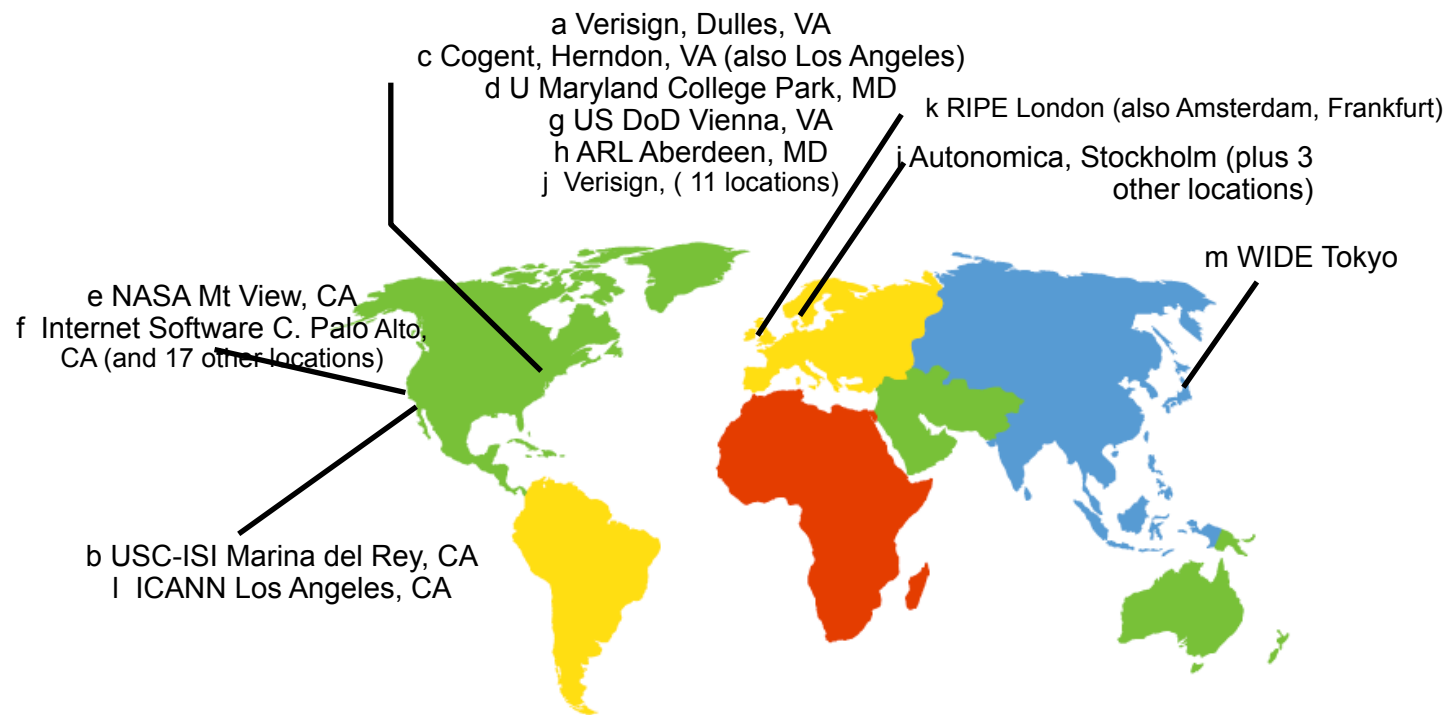 a Verisign, Dulles, VA
c Cogent, Herndon, VA (also Los Angeles)
d U Maryland College Park, MD
g US DoD Vienna, VA
h ARL Aberdeen, MD
j Verisign, ( 11 locations)
k RIPE London (also Amsterdam, Frankfurt)
i Autonomica, Stockholm (plus 3
other locations)
m WIDE Tokyo
e NASA Mt View, CA
f Internet Software C. Palo Alto,
CA (and 17 other locations)
b USC-ISI Marina del Rey, CA
l ICANN Los Angeles, CA